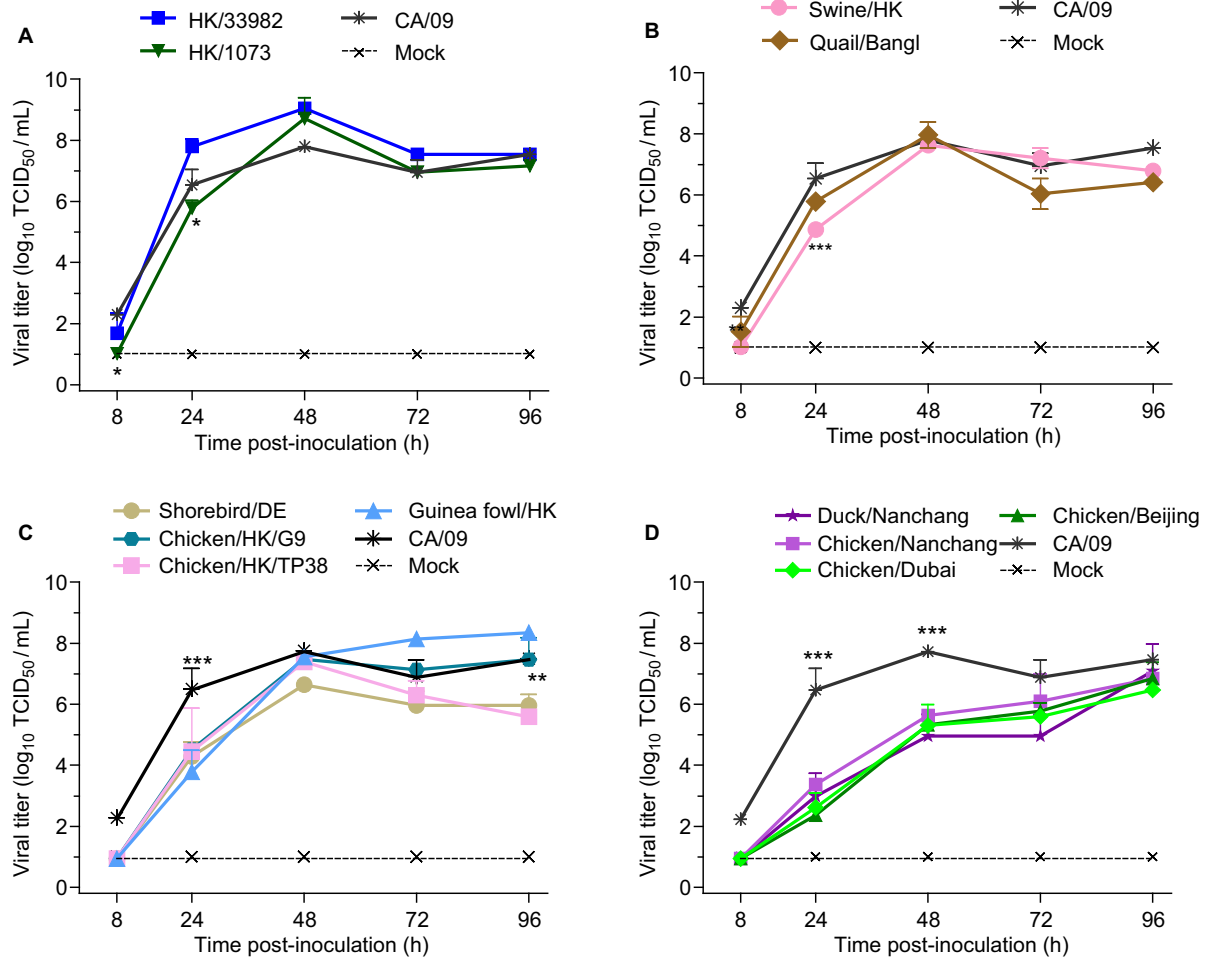 A
HK/33982
CA/09
HK/1073
Mock
Viral titer (log10 TCID50 / mL)
10
8
6
4
2
0
*
*
8
24
48
72
96
Time post-inoculation (h)
B
Swine/HK
CA/09
Quail/Bangl
Mock
Viral titer (log10 TCID50 / mL)
10
8
6
4
2
0
**
***
8
24
48
72
96
Time post-inoculation (h)
C
Shorebird/DE
Guinea fowl/HK
Chicken/HK/G9
CA/09
Chicken/HK/TP38
Mock
Viral titer (log10 TCID50 / mL)
10
8
6
4
2
0
***
**
8
24
48
72
96
Time post-inoculation (h)
D
Duck/Nanchang
Chicken/Beijing
Chicken/Nanchang
CA/09
Chicken/Dubai
Mock
Viral titer (log10 TCID50 / mL)
10
8
6
4
2
0
***
***
8
24
48
72
96
Time post-inoculation (h)